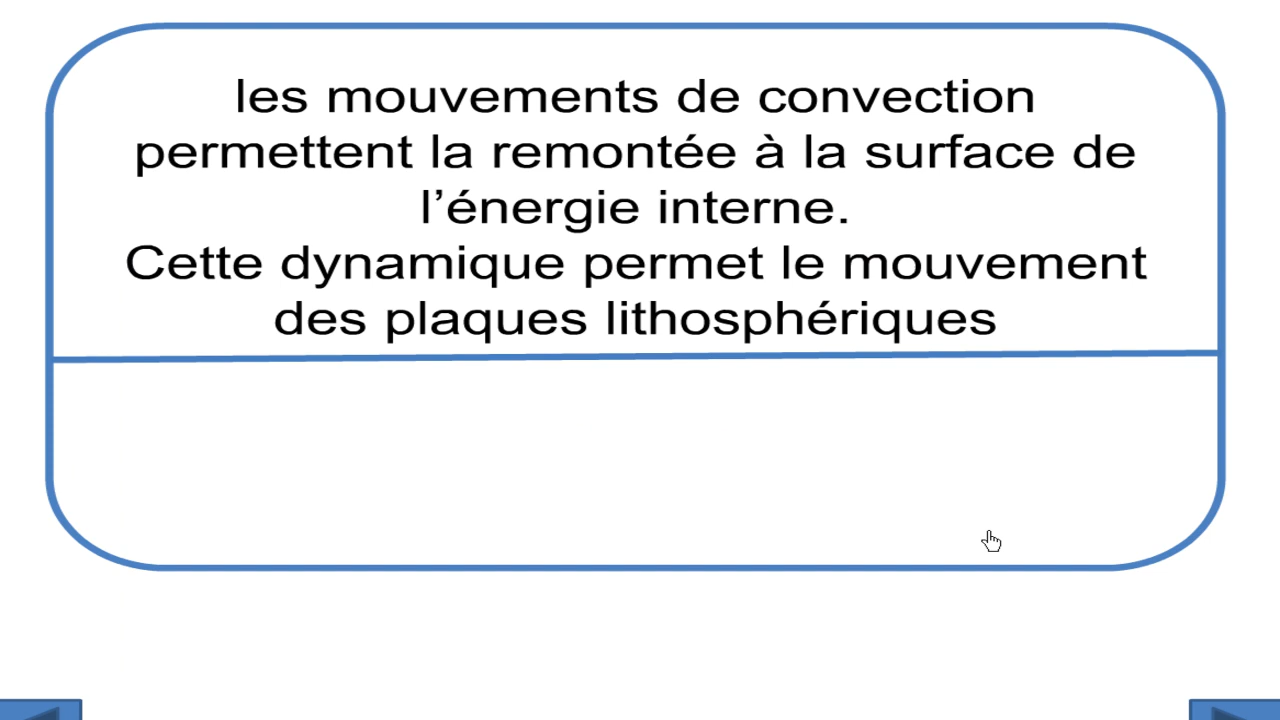 les mouvements de convection
permettent la remontée à la surface de
l’énergie interne.
Cette dynamique permet le mouvement
des plaques lithosphériques